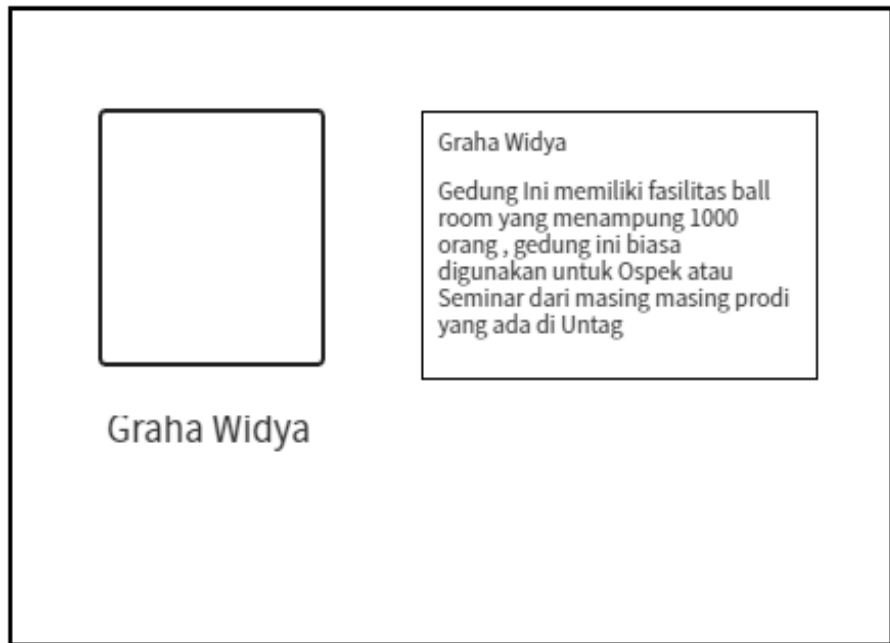 Graha Widya
Gedung Ini memiliki fasilitas ball
room yang menampung 1000
orang , gedung ini biasa
digunakan untuk Ospek atau
Seminar dari masing masing prodi
yang ada di Untag
Graha Widya